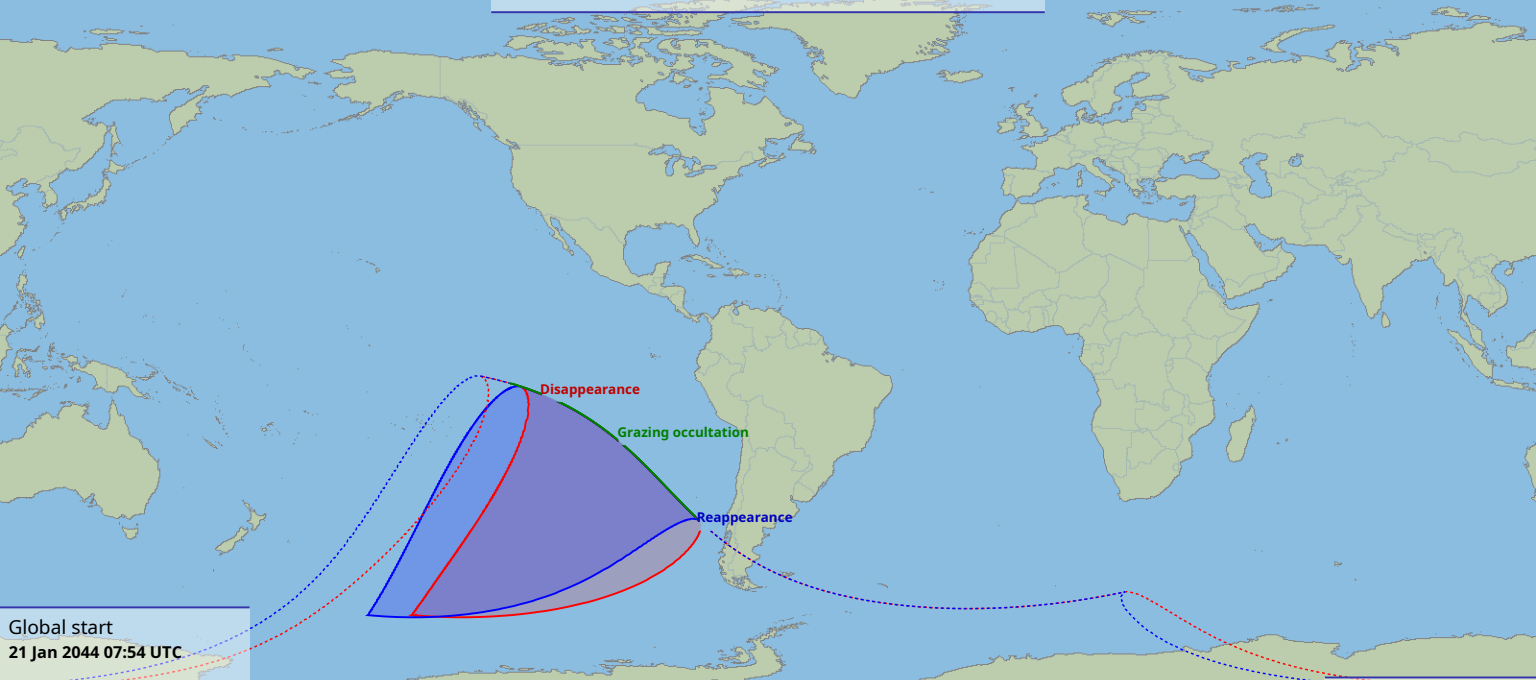 Disappearance
Grazing occultation
Reappearance
Global start
21 Jan 2044 07:54 UTC